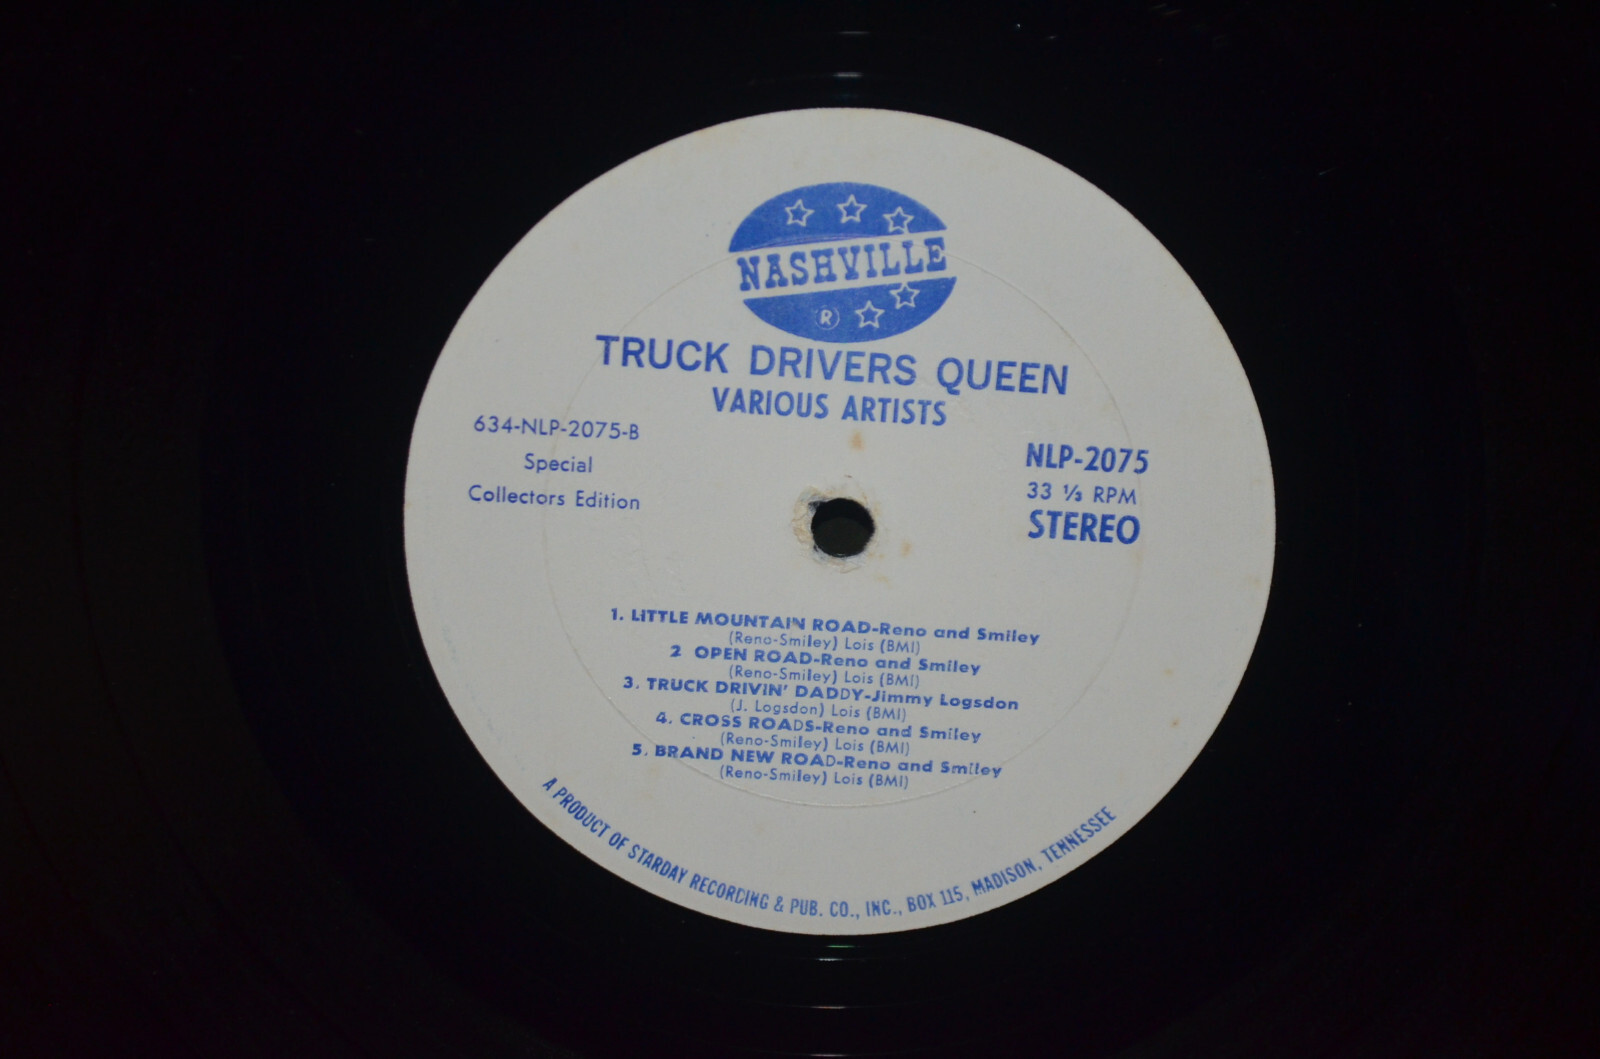 NASHVILLE
®
TRUCK DRIVERS QUEEN
VARIOUS ARTISTS
634-NLP-2075-B
Special
Collectors Edition
NLP-2075
33 ⅓ RPM
STEREO
1. LITTLE MOUNTAIN ROAD-Reno and Smiley
(Reno-Smiley) Lois (BMI)
2 OPEN ROAD-Reno and Smiley
(Reno-Smiley) Lois (BMI)
3. TRUCK DRIVIN' DADDY-Jimmy Logsdon
(J. Logsdon) Lois (BMI)
4. CROSS ROADS-Reno and Smiley
(Reno-Smiley) Lois (BMI)
5. BRAND NEW ROAD-Reno and Smiley
(Reno-Smiley) Lois (BMI)
A PRODUCT OF STARDAY RECORDING & PUB. CO., INC., BOX 115, MADISON, TENNESSEE